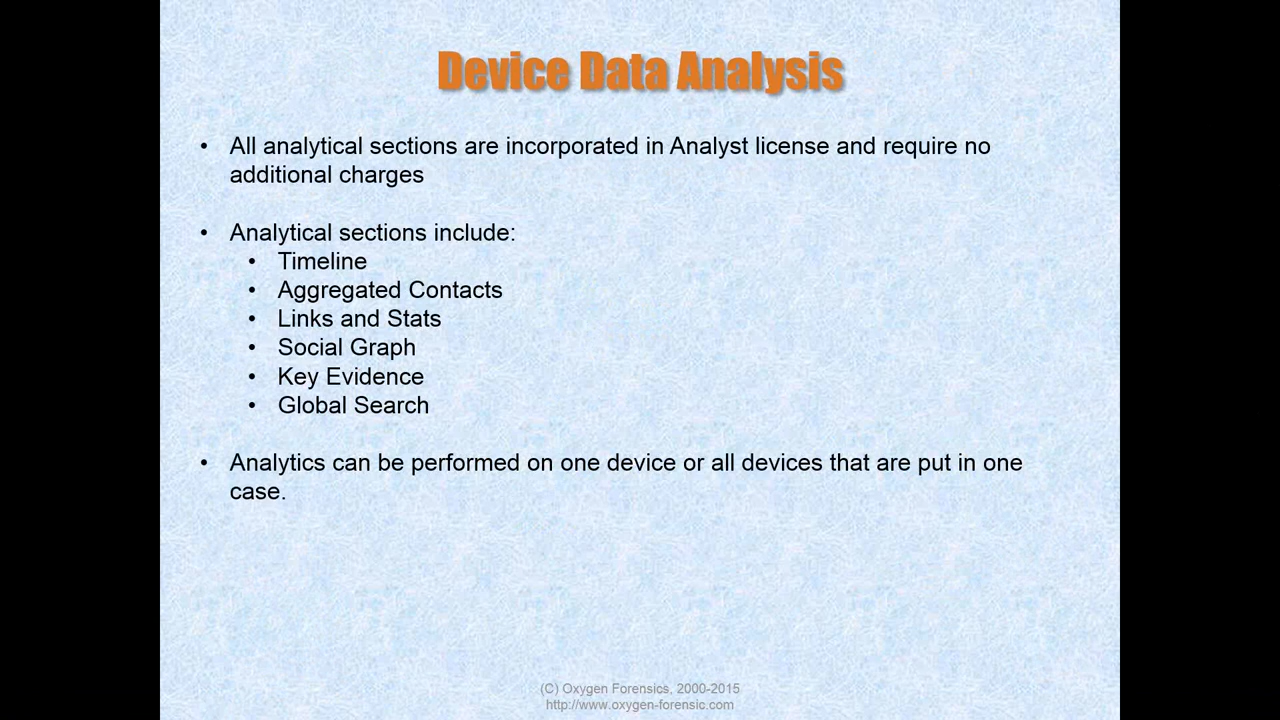 Device Data Analysis
• All analytical sections are incorporated in Analyst license and require no
additional charges
• Analytical sections include:
• Timeline
• Aggregated Contacts
• Links and Stats
• Social Graph
• Key Evidence
• Global Search
• Analytics can be performed on one device or all devices that are put in one
case.
(C) Oxygen Forensics, 2000-2015
http://www.oxygen-forensic.com